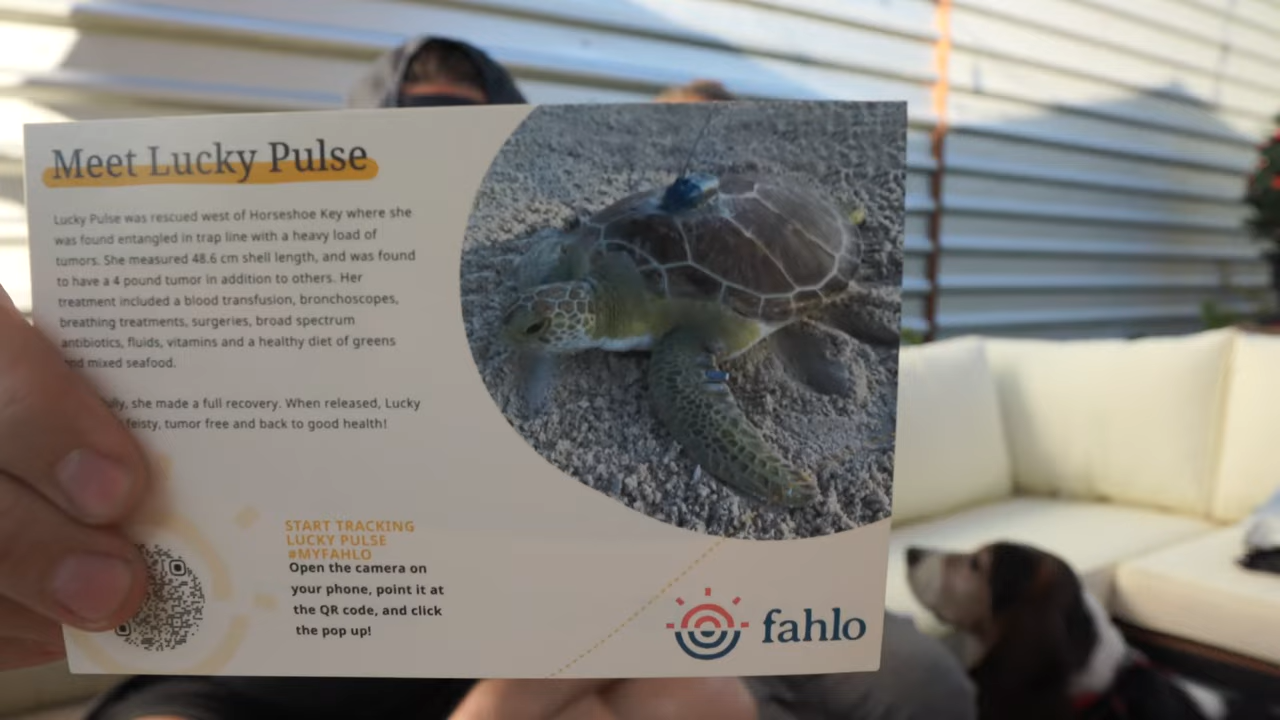 Meet Lucky Pulse
Lucky Pulse was rescued west of Horseshoe Key where she
was found entangled in trap line with a heavy load of
tumors. She measured 48.6 cm shell length, and was found
to have a 4 pound tumor in addition to others. Her
treatment included a blood transfusion, bronchoscopes,
breathing treatments, surgeries, broad spectrum
antibiotics, fluids, vitamins and a healthy diet of greens
and mixed seafood.
she made a full recovery. When released, Lucky
feisty, tumor free and back to good health!
START TRACKING
LUCKY PULSE
#MYFAHLO
Open the camera on
your phone, point it at
the QR code, and click
the pop up!
fahlo